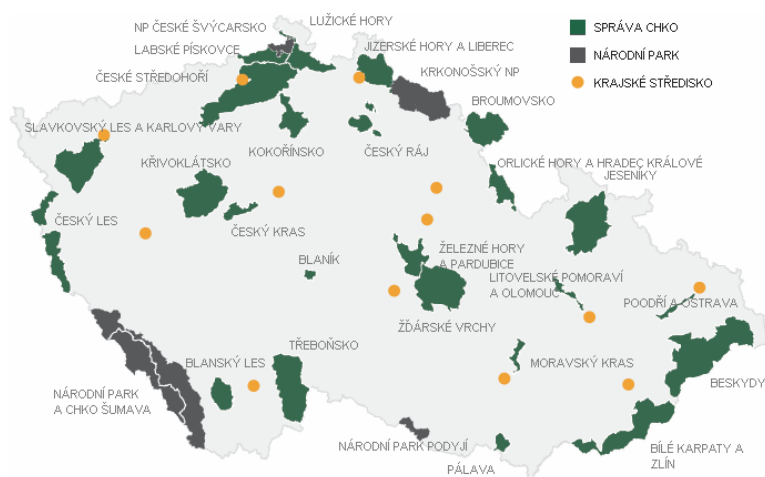 NP ČESKÉ ŠVÝCARSKO
LUŽICKÉ HORY
LABSKÉ PÍSKOVCE
JIZERSKÉ HORY A LIBEREC
ČESKÉ STŘEDOHOŘÍ
KRKONOŠSKÝ NP
BROUMOVSKO
SPRÁVA CHKO
NÁRODNÍ PARK
KRAJSKÉ STŘEDISKO
SLAVKOVSKÝ LES A KARLOVY VARY
KŘIVOKLÁTSKO
KOKOŘÍNSKO
ČESKÝ RÁJ
ORLICKÉ HORY A HRADEC KRÁLOVÉ
JESENÍKY
ČESKÝ LES
ČESKÝ KRAS
BLANÍK
ŽELEZNÉ HORY
A PARDUBICE
LITOVELSKÉ POMORAVÍ
A OLOMOUC
POODŘÍ A OSTRAVA
ŽĎÁRSKÉ VRCHY
TŘEBOŇSKO
BLANSKÝ LES
MORAVSKÝ KRAS
BESKYDY
NÁRODNÍ PARK
A CHKO ŠUMAVA
NÁRODNÍ PARK PODYJÍ
PÁLAVA
BÍLÉ KARPATY A
ZLÍN